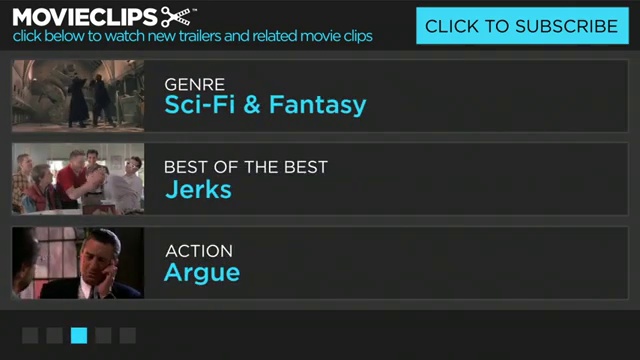 MOVIECLIPS™
click below to watch new trailers and related movie clips
CLICK TO SUBSCRIBE
GENRE
Sci-Fi & Fantasy
BEST OF THE BEST
Jerks
ACTION
Argue